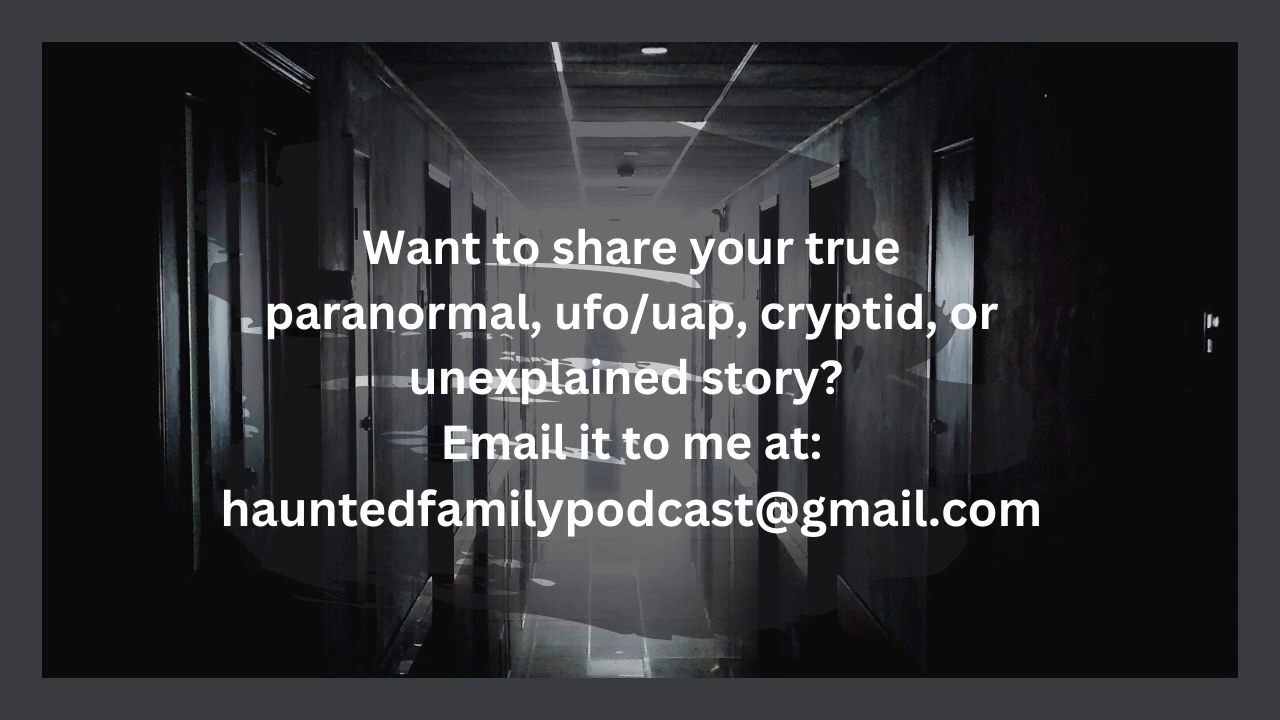 Want to share your true
paranormal, ufo/uap, cryptid, or
unexplained story?
Email it to me at:
hauntedfamilypodcast@gmail.com